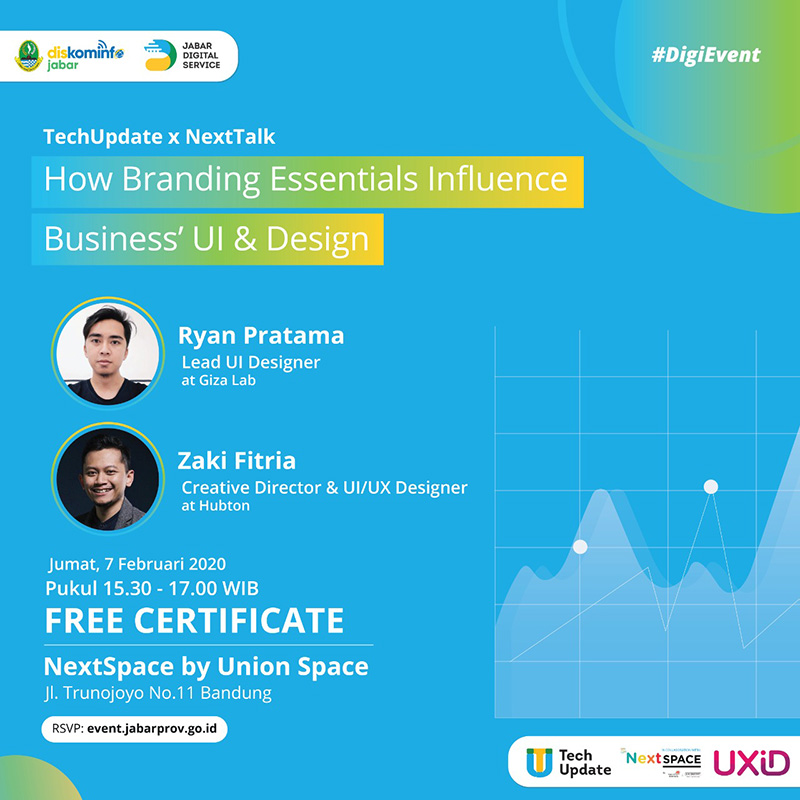 diskominfo
jabar
JABAR
DIGITAL
SERVICE
#DigiEvent
TechUpdate x NextTalk
How Branding Essentials Influence
Business’ UI & Design
Ryan Pratama
Lead UI Designer
at Giza Lab
Zaki Fitria
Creative Director & UI/UX Designer
at Hubton
Jumat, 7 Februari 2020
Pukul 15.30 - 17.00 WIB
FREE CERTIFICATE
NextSpace by Union Space
Jl. Trunojoyo No.11 Bandung
RSVP: event.jabarprov.go.id
Tech
Update
NextSPACE
UXiD